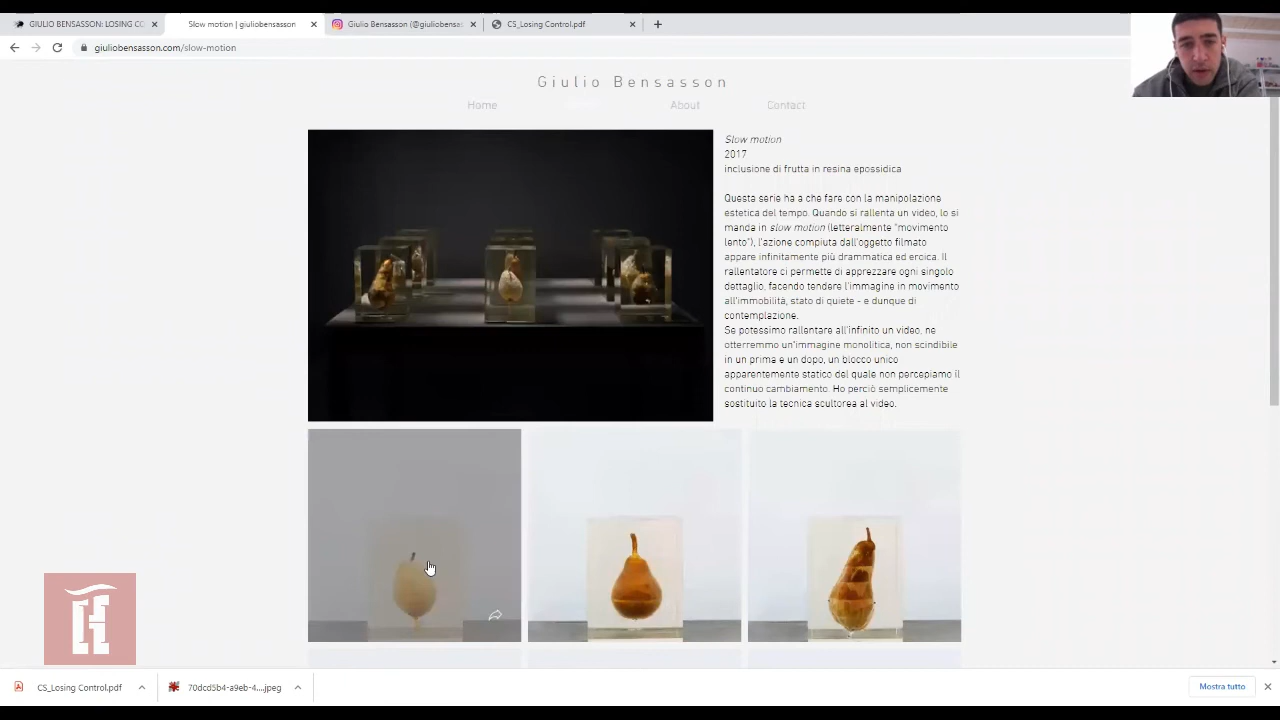 GIULIO BENSASSON: LOSING CO
Slow motion | giuliobensasson
Giulio Bensasson (@giuliobensas
CS_Losing Control.pdf
giuliobensasson.com/slow-motion
Giulio Bensasson
Home
About
Contact
Slow motion
2017
inclusione di frutta in resina epossidica
Questa serie ha a che fare con la manipolazione
estetica del tempo. Quando si rallenta un video, lo si
manda in slow motion (letteralmente "movimento
lento"), l'azione compiuta dall'oggetto filmato
appare infinitamente più drammatica ed eroica. Il
rallentatore ci permette di apprezzare ogni singolo
dettaglio, facendo tendere l'immagine in movimento
all'immobilità, stato di quiete - e dunque di
contemplazione.
Se potessimo rallentare all'infinito un video, ne
otterremmo un'immagine monolitica, non scindibile
in un prima e un dopo, un blocco unico
apparentemente statico del quale non percepiamo il
continuo cambiamento. Ho perciò semplicemente
sostituito la tecnica scultorea al video.
CS_Losing Control.pdf
70dcd5b4-a9eb-4....jpeg
Mostra tutto